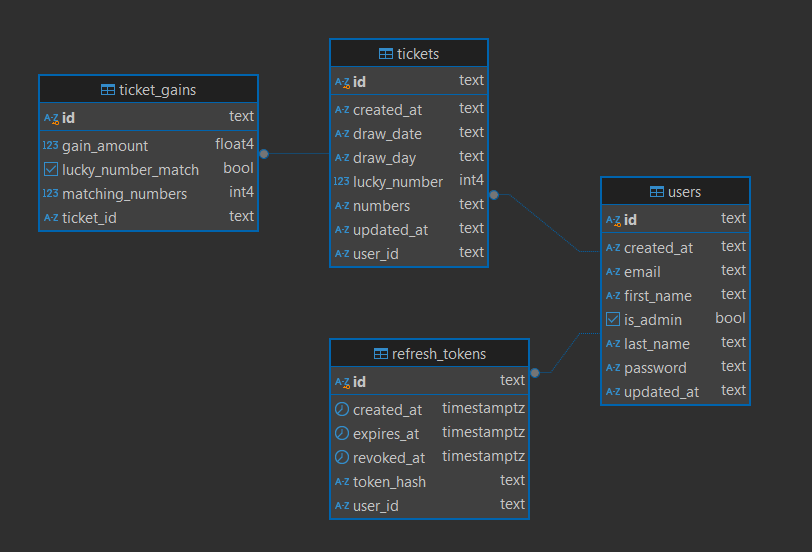 ticket_gains
id text
gain_amount float4
lucky_number_match bool
matching_numbers int4
ticket_id text
tickets
id text
created_at text
draw_date text
draw_day text
lucky_number int4
numbers text
updated_at text
user_id text
users
id text
created_at text
email text
first_name text
is_admin bool
last_name text
password text
updated_at text
refresh_tokens
id text
created_at timestamptz
expires_at timestamptz
revoked_at timestamptz
token_hash text
user_id text